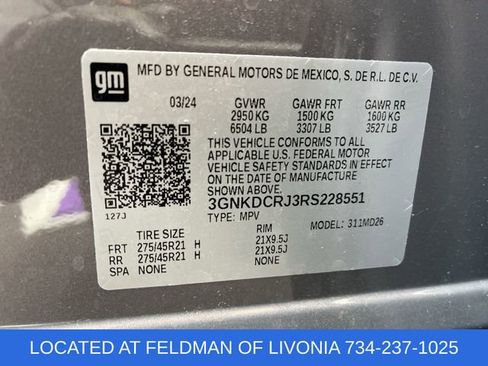 gm
MFD BY GENERAL MOTORS DE MEXICO, S. DE R.L. DE C.V.
03/24 GVWR GAWR FRT GAWR RR
2950 KG 1500 KG 1600 KG
6504 LB 3307 LB 3527 LB
THIS VEHICLE CONFORMS TO ALL
APPLICABLE U.S. FEDERAL MOTOR
VEHICLE SAFETY STANDARDS IN EFFECT
ON THE DATE OF MANUFACTURE SHOWN ABOVE.
3GNKDCRJ3RS228551
127J TYPE: MPV MODEL: 311MD26
TIRE SIZE RIM
FRT 275/45R21 H 21X9.5J
RR 275/45R21 H 21X9.5J
SPA NONE NONE
LOCATED AT FELDMAN OF LIVONIA 734-237-1025